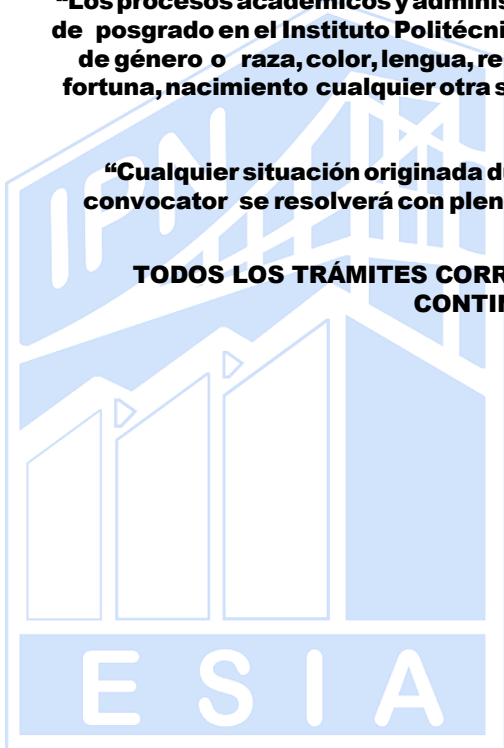 “Los procesos académicos y adminis
de posgrado en el Instituto Politécni
de género o raza, color, lengua, re
fortuna, nacimiento cualquier otra s
“Cualquier situación originada d
convocator se resolverá con plen
TODOS LOS TRÁMITES CORR
CONTI
IPN
ESIA